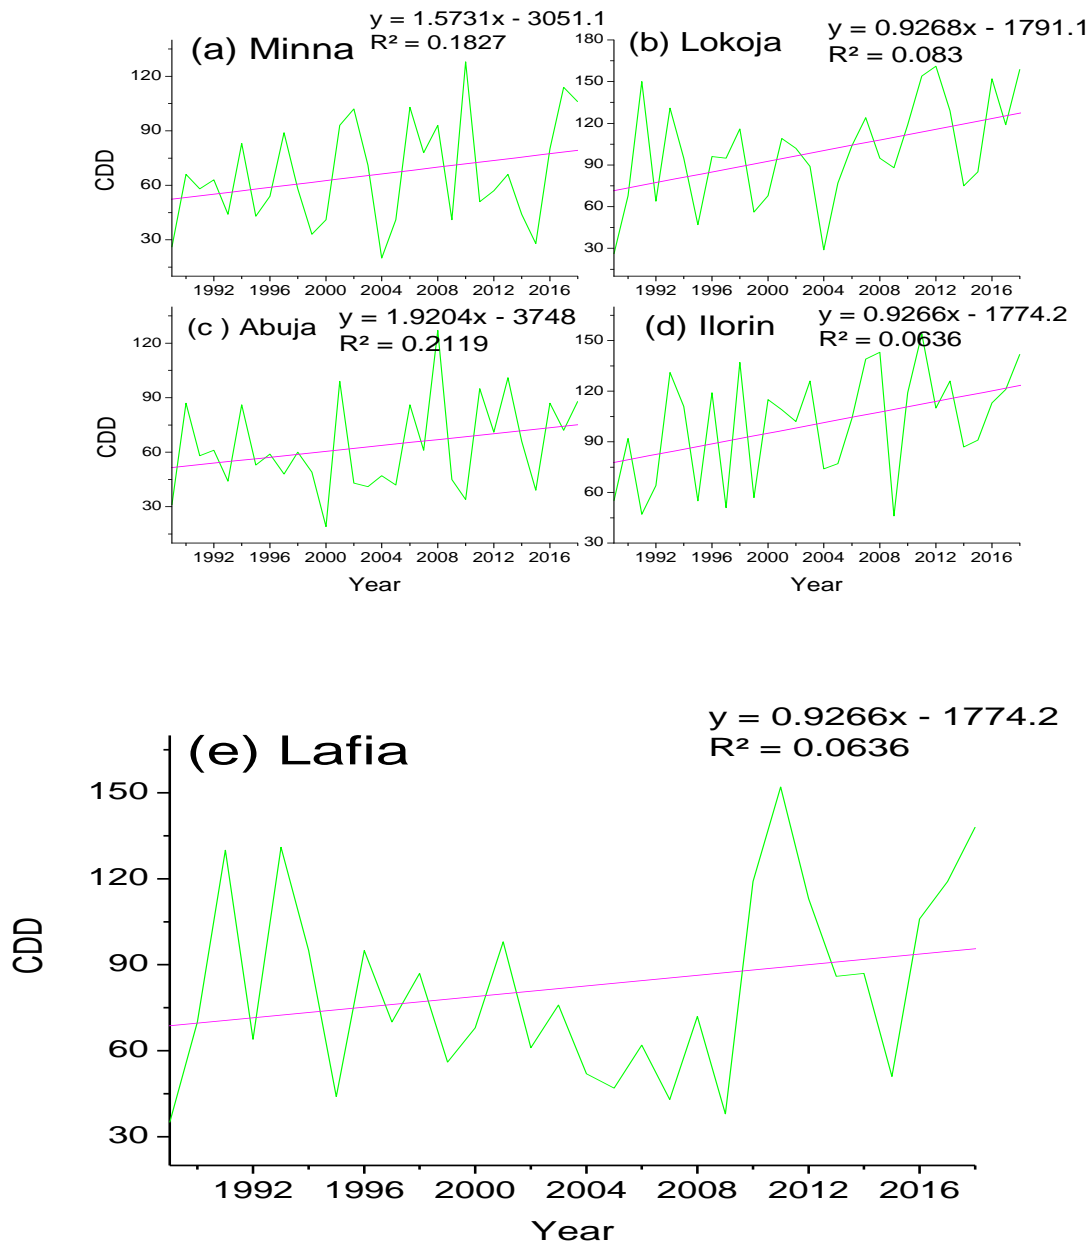 (a) Minna
y = 1.5731x - 3051.1
R² = 0.1827
CDD
120
90
60
30
1992 1996 2000 2004 2008 2012 2016
(b) Lokoja
y = 0.9268x - 1791.1
R² = 0.083
180
150
120
90
60
30
1992 1996 2000 2004 2008 2012 2016
(c ) Abuja
y = 1.9204x - 3748
R² = 0.2119
CDD
120
90
60
30
1992 1996 2000 2004 2008 2012 2016
Year
(d) Ilorin
y = 0.9266x - 1774.2
R² = 0.0636
150
120
90
60
30
1992 1996 2000 2004 2008 2012 2016
Year
(e) Lafia
y = 0.9266x - 1774.2
R² = 0.0636
CDD
150
120
90
60
30
1992 1996 2000 2004 2008 2012 2016
Year